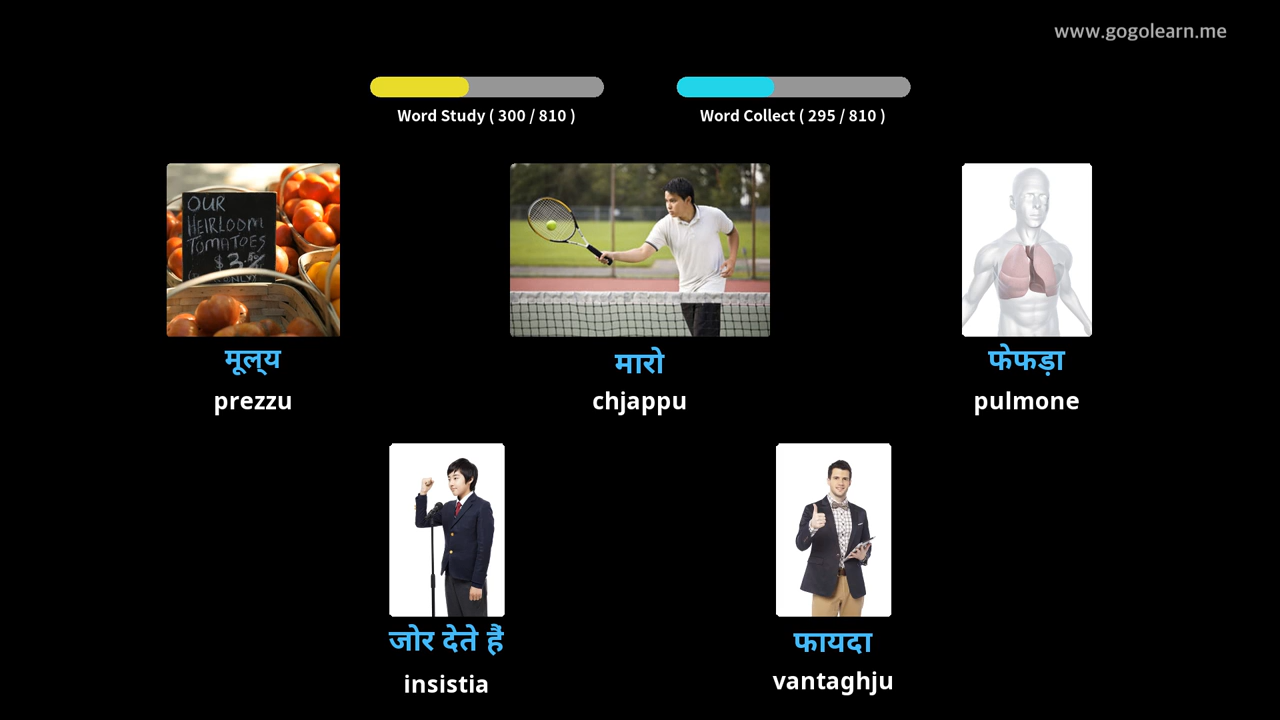 www.gogolearn.me
Word Study ( 300 / 810 )
Word Collect ( 295 / 810 )
OUR
HEIRLOOM
TOMATOES
मूल्य
prezzu
मारो
chjappu
फेफड़ा
pulmone
जोर देते हैं
insistia
फायदा
vantaghju